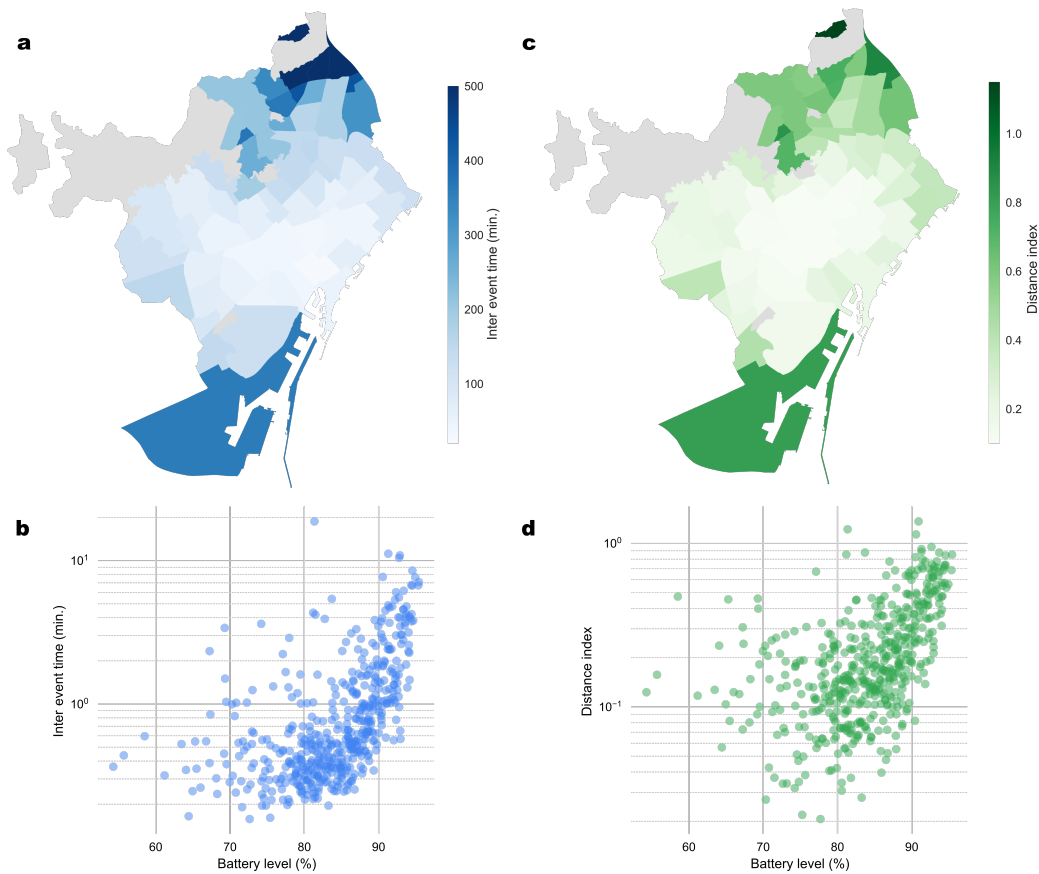 a
500
400
300
200
100
Inter event time (min.)
c
1.0
0.8
0.6
0.4
0.2
Distance index
b
10¹
10⁰
Inter event time (min.)
60
70
80
90
Battery level (%)
d
10⁰
10⁻¹
Distance index
60
70
80
90
Battery level (%)